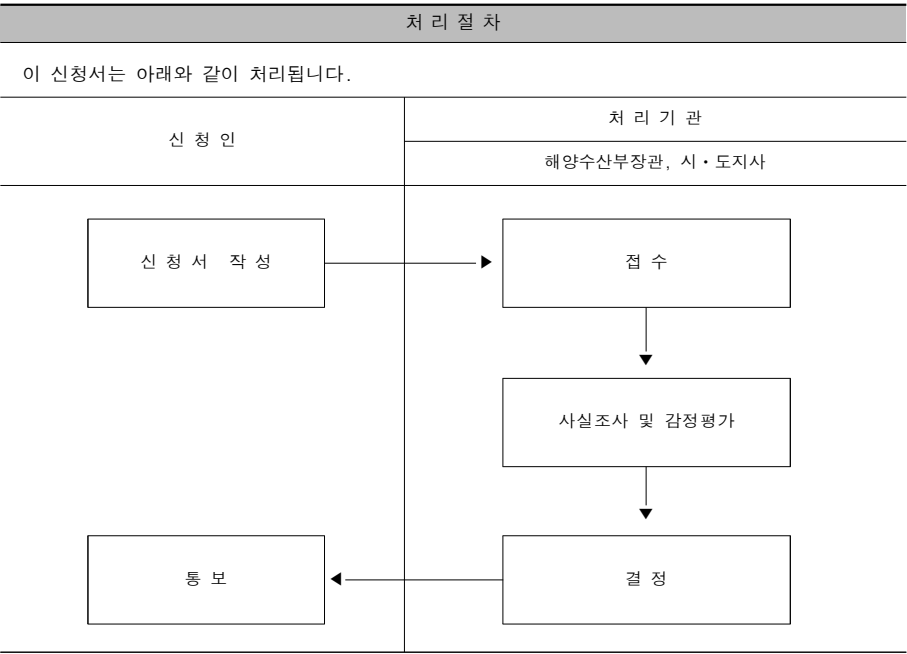 처 리 절 차
이 신청서는 아래와 같이 처리됩니다.
신 청 인
처 리 기 관
해양수산부장관, 시・도지사
신 청 서 작 성
접 수
사실조사 및 감정평가
통 보
결 정